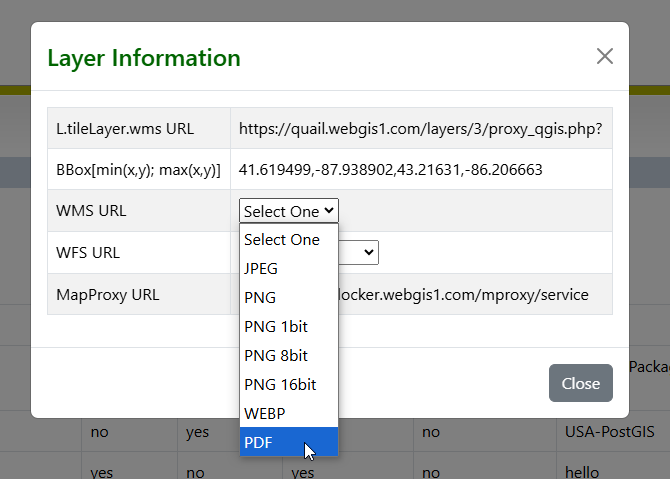 Layer Information
L.tileLayer.wms URL https://quail.webgis1.com/layers/3/proxy_qgis.php?
BBox[min(x,y); max(x,y)] 41.619499,-87.938902,43.21631,-86.206663
WMS URL Select One
Select One
WFS URL
JPEG
MapProxy URL locker.webgis1.com/mproxy/service
PNG
PNG 1bit
PNG 8bit
PNG 16bit
WEBP
PDF
Close
Packa
no yes no USA-PostGIS
yes no yes no hello